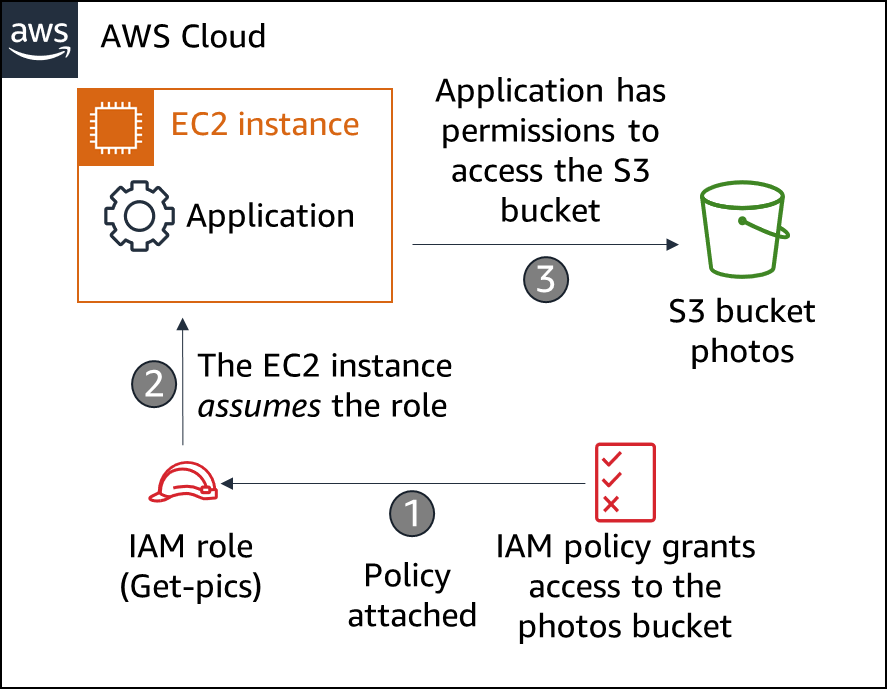 aws
AWS Cloud
EC2 instance
Application
Application has
permissions to
access the S3
bucket
3
S3 bucket
photos
2
The EC2 instance
assumes the role
1
IAM role
(Get-pics)
Policy
attached
IAM policy grants
access to the
photos bucket